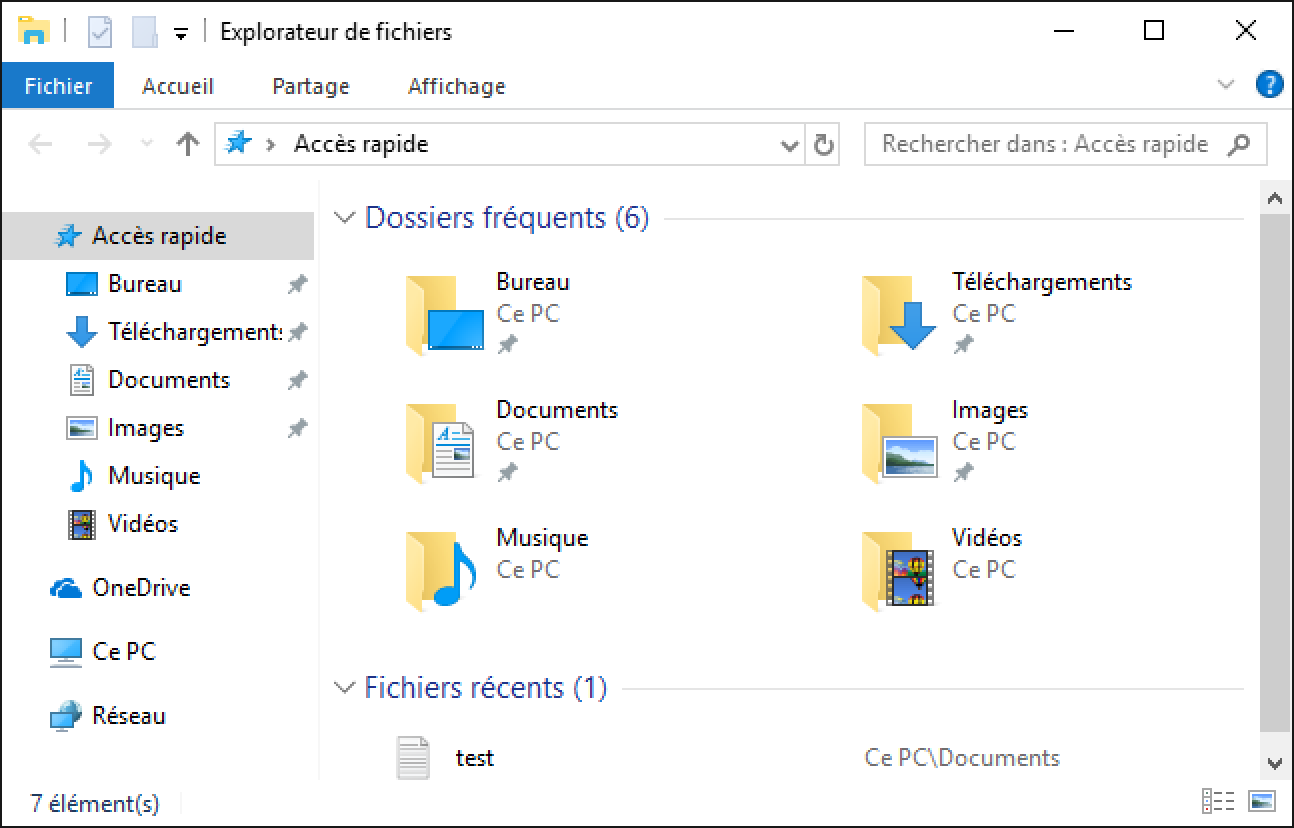 Explorateur de fichiers
Fichier Accueil Partage Affichage ?
Accès rapide Rechercher dans : Accès rapide
Accès rapide
Bureau
Téléchargements
Documents
Images
Musique
Vidéos
OneDrive
Ce PC
Réseau
Dossiers fréquents (6)
Bureau
Ce PC
Téléchargements
Ce PC
Documents
Ce PC
Images
Ce PC
Musique
Ce PC
Vidéos
Ce PC
Fichiers récents (1)
test Ce PC\Documents
7 élément(s)